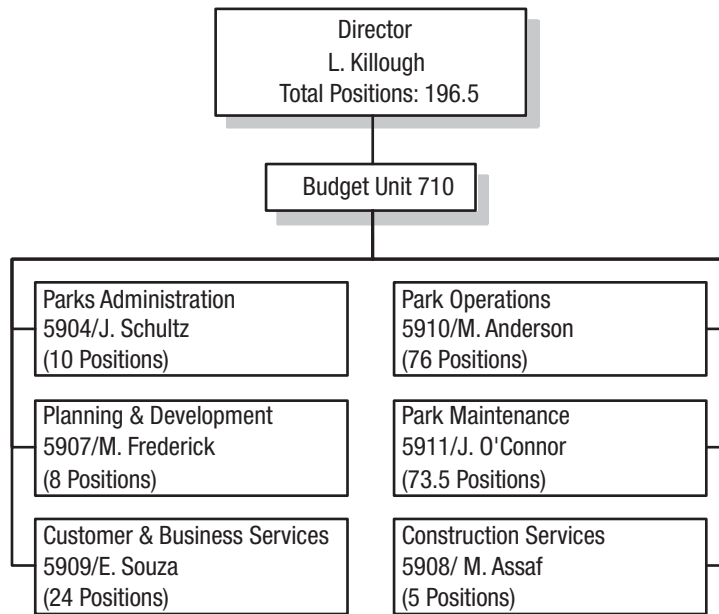 Director
L. Killough
Total Positions: 196.5
Budget Unit 710
Parks Administration
5904/J. Schultz
(10 Positions)
Planning & Development
5907/M. Frederick
(8 Positions)
Customer & Business Services
5909/E. Souza
(24 Positions)
Park Operations
5910/M. Anderson
(76 Positions)
Park Maintenance
5911/J. O'Connor
(73.5 Positions)
Construction Services
5908/ M. Assaf
(5 Positions)